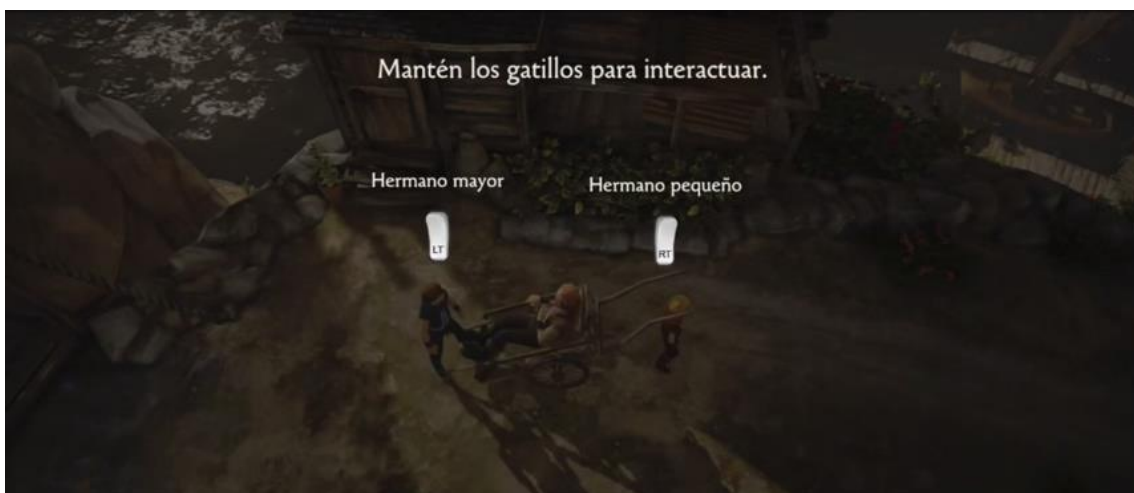 Mantén los gatillos para interactuar.
Hermano mayor
Hermano pequeño
LT
RT